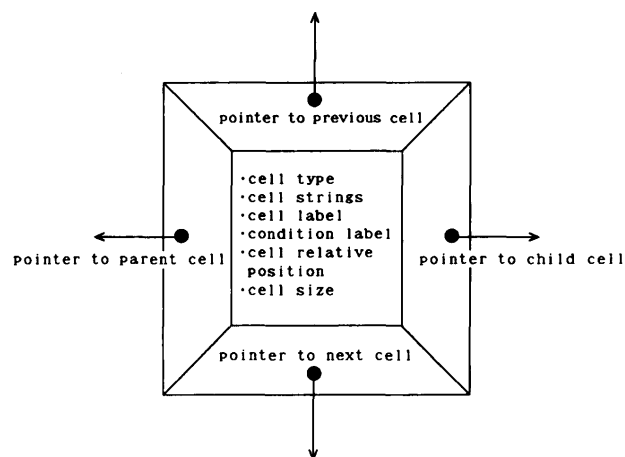 pointer to previous cell
·cell type
·cell strings
·cell label
·condition label
·cell relative
position
·cell size
pointer to parent cell
pointer to child cell
pointer to next cell